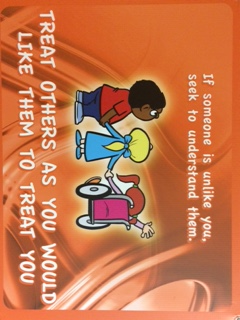 If someone is unlike you,
seek to understand them.
TREAT OTHERS AS YOU WOULD
LIKE THEM TO TREAT YOU